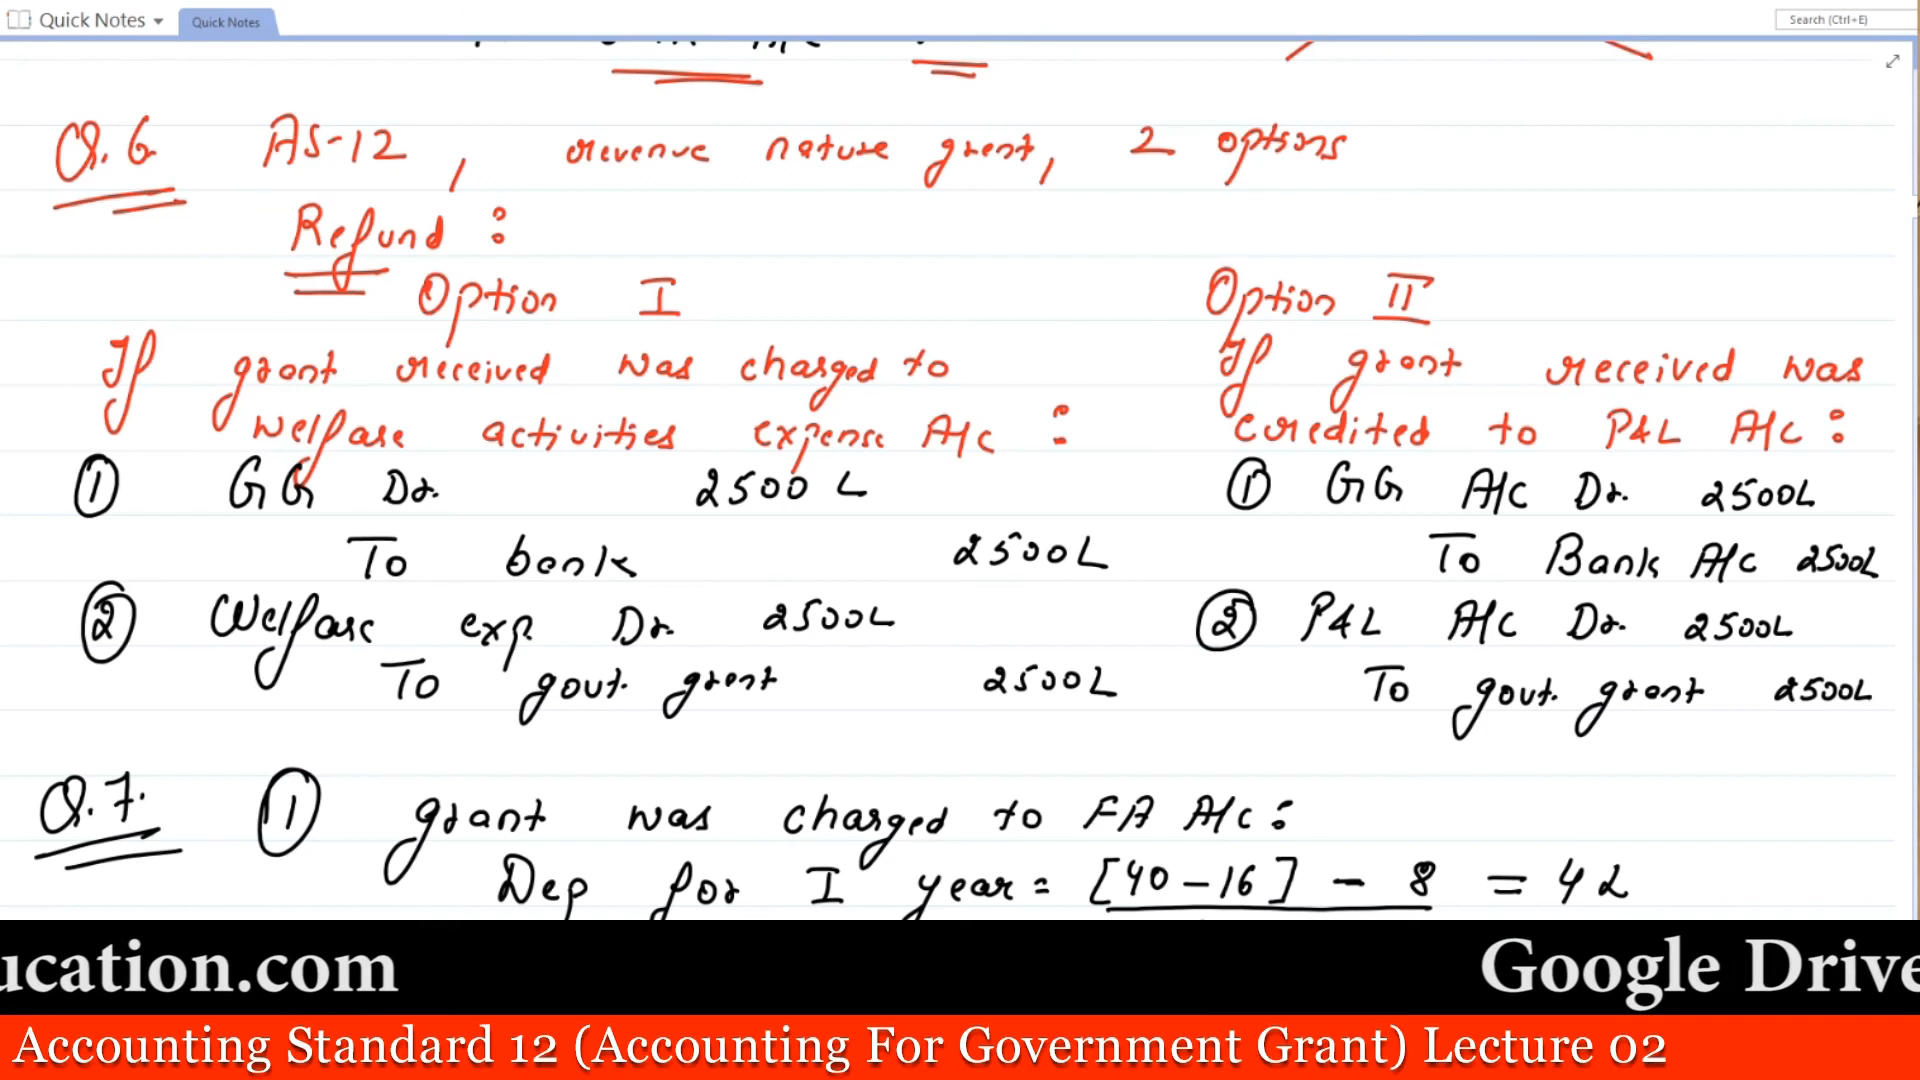 Quick Notes
Quick Notes
Search (Ctrl+E)
Q.6 AS-12, revenue nature grant, 2 options
Refund :
Option I
If grant received was charged to
welfare activities expense A/c :
① GG Dr. 2500 L
To bank 2500L
② Welfare exp Dr. 2500L
To govt. grant 2500L
Option II
If grant received was
credited to P&L A/c :
① GG A/c Dr. 2500L
To Bank A/c 2500L
② P&L A/c Dr. 2500L
To govt. grant 2500L
Q.7. ① grant was charged to FA A/c :
Dep for I year = [40-16] - 8 = 4L
ucation.com Google Drive
Accounting Standard 12 (Accounting For Government Grant) Lecture 02